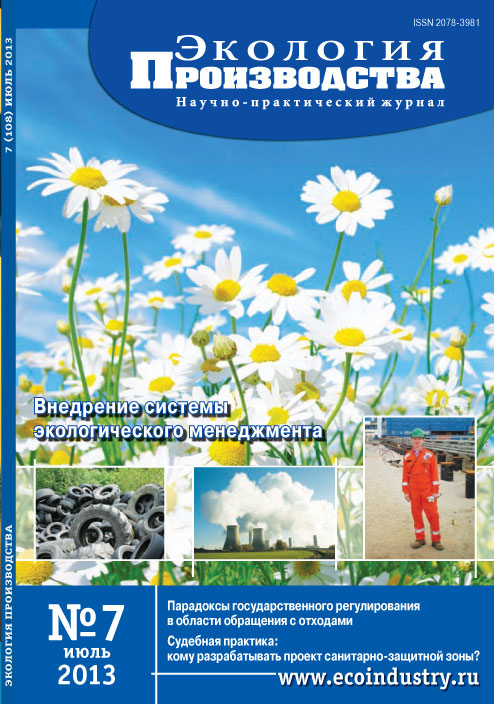 ISSN 2078-3981
Экология
Производства
Научно-практический журнал
7 (108) ИЮЛЬ 2013
Внедрение системы
экологического менеджмента
ЭКОЛОГИЯ ПРОИЗВОДСТВА
№7
июль
2013
Парадоксы государственного регулирования
в области обращения с отходами
Судебная практика:
кому разрабатывать проект санитарно-защитной зоны?
www.ecoindustry.ru